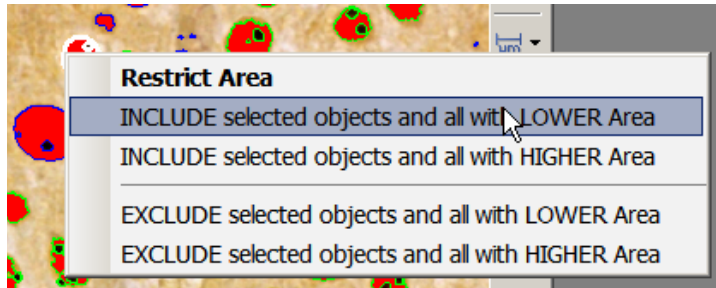 µm
Restrict Area
INCLUDE selected objects and all with LOWER Area
INCLUDE selected objects and all with HIGHER Area
EXCLUDE selected objects and all with LOWER Area
EXCLUDE selected objects and all with HIGHER Area